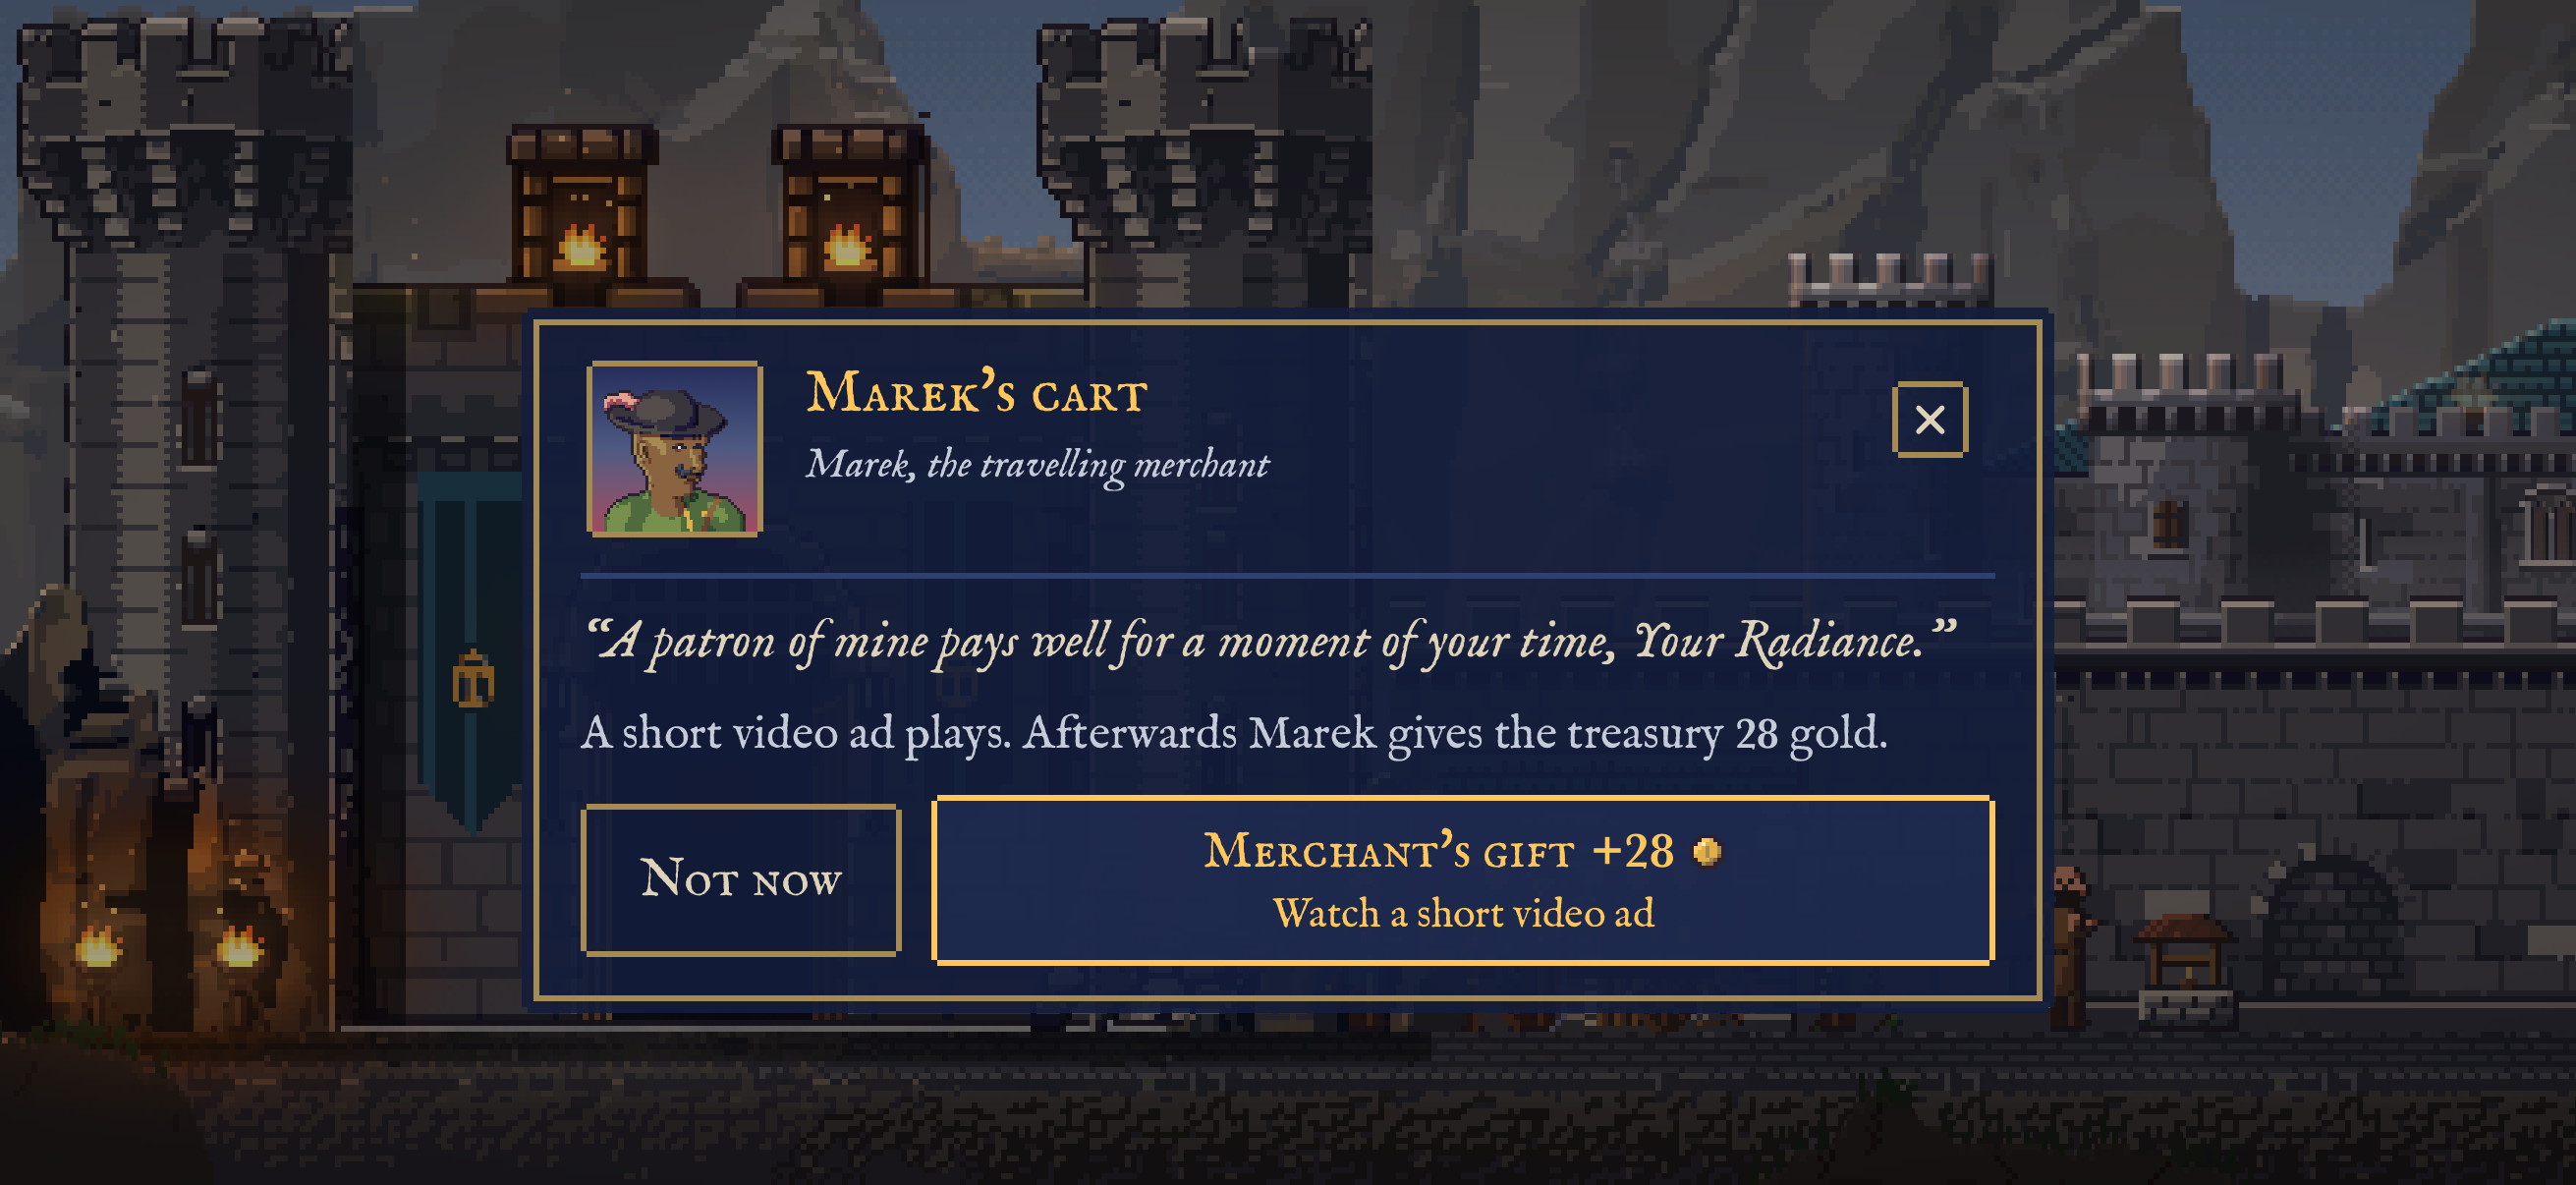 Marek's cart
Marek, the travelling merchant
“A patron of mine pays well for a moment of your time, Your Radiance.”
A short video ad plays. Afterwards Marek gives the treasury 28 gold.
Not now
Merchant's gift +28
Watch a short video ad